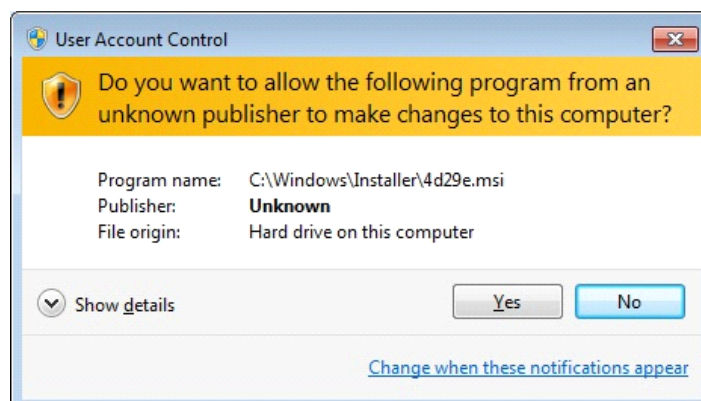 User Account Control
Do you want to allow the following program from an
unknown publisher to make changes to this computer?
Program name: C:\Windows\Installer\4d29e.msi
Publisher: Unknown
File origin: Hard drive on this computer
Show details
Yes
No
Change when these notifications appear